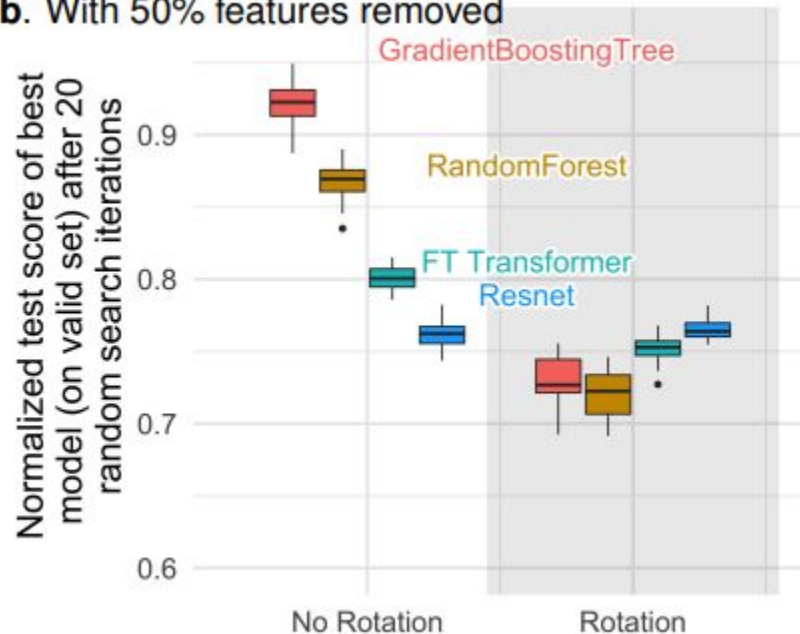 b. With 50% features removed
GradientBoostingTree
RandomForest
FT Transformer
Resnet
Normalized test score of best
model (on valid set) after 20
random search iterations
0.9
0.8
0.7
0.6
No Rotation
Rotation